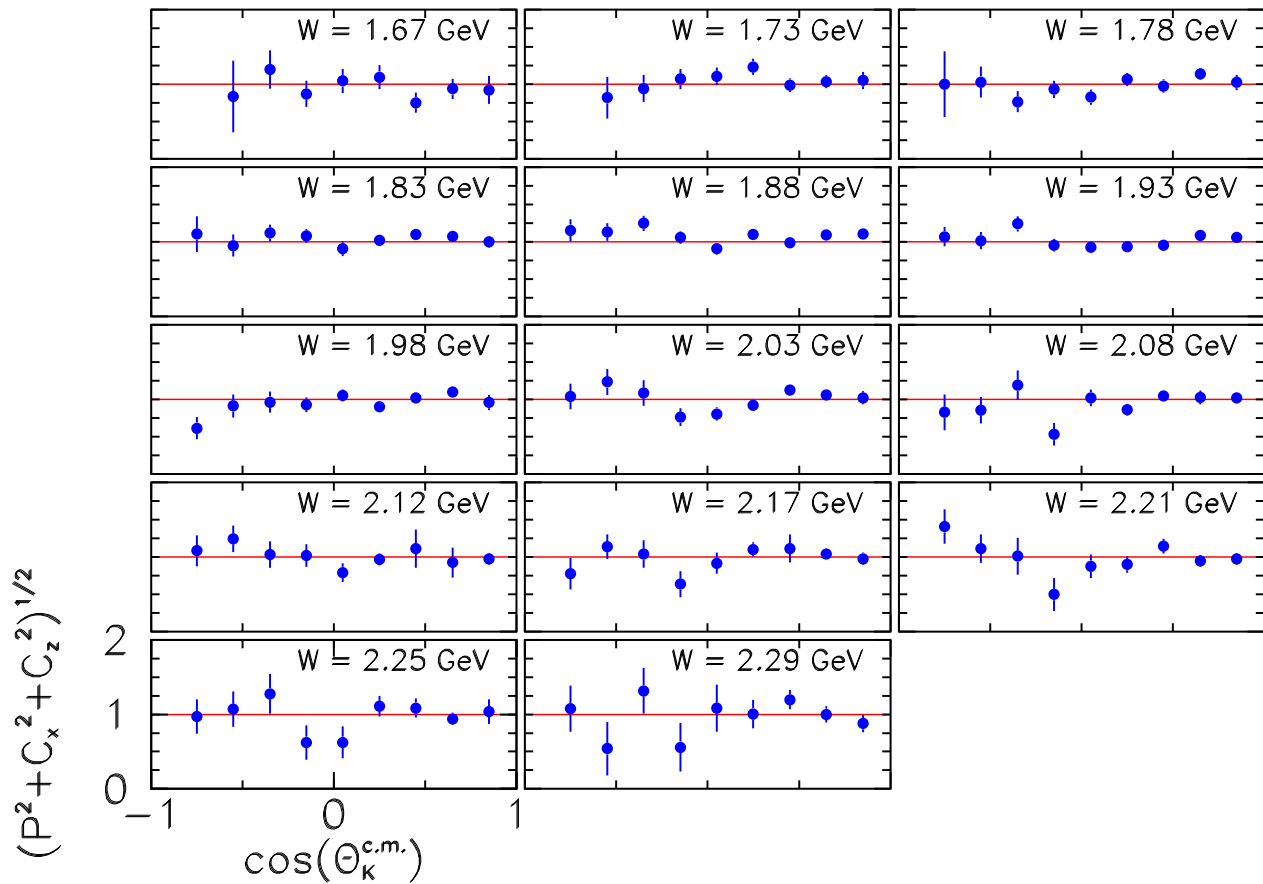 W = 1.67 GeV
W = 1.73 GeV
W = 1.78 GeV
W = 1.83 GeV
W = 1.88 GeV
W = 1.93 GeV
W = 1.98 GeV
W = 2.03 GeV
W = 2.08 GeV
W = 2.12 GeV
W = 2.17 GeV
W = 2.21 GeV
W = 2.25 GeV
W = 2.29 GeV
(P²+Cₓ²+C_z²)^1/2
2
1
0
−1 0 1
cos(Θ_K^c.m.)